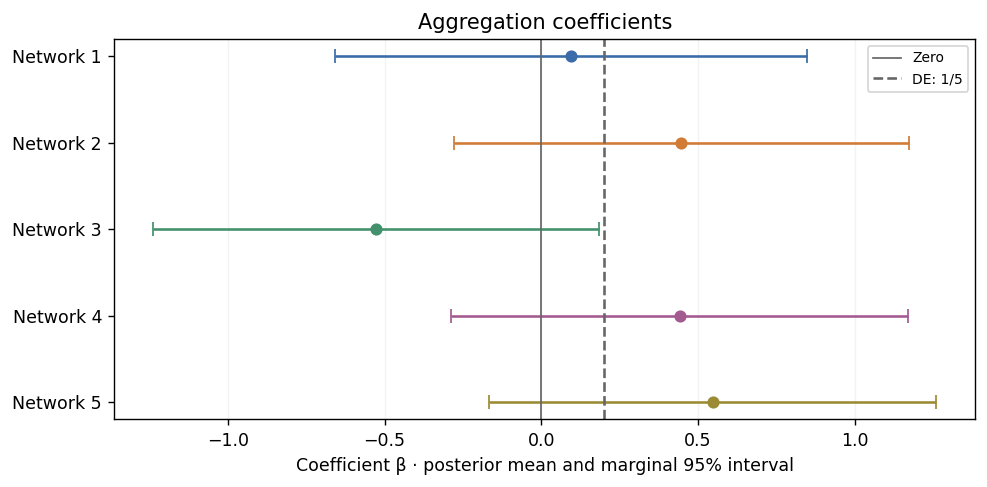 Aggregation coefficients
Network 1
Network 2
Network 3
Network 4
Network 5
Zero
DE: 1/5
−1.0
−0.5
0.0
0.5
1.0
Coefficient β · posterior mean and marginal 95% interval